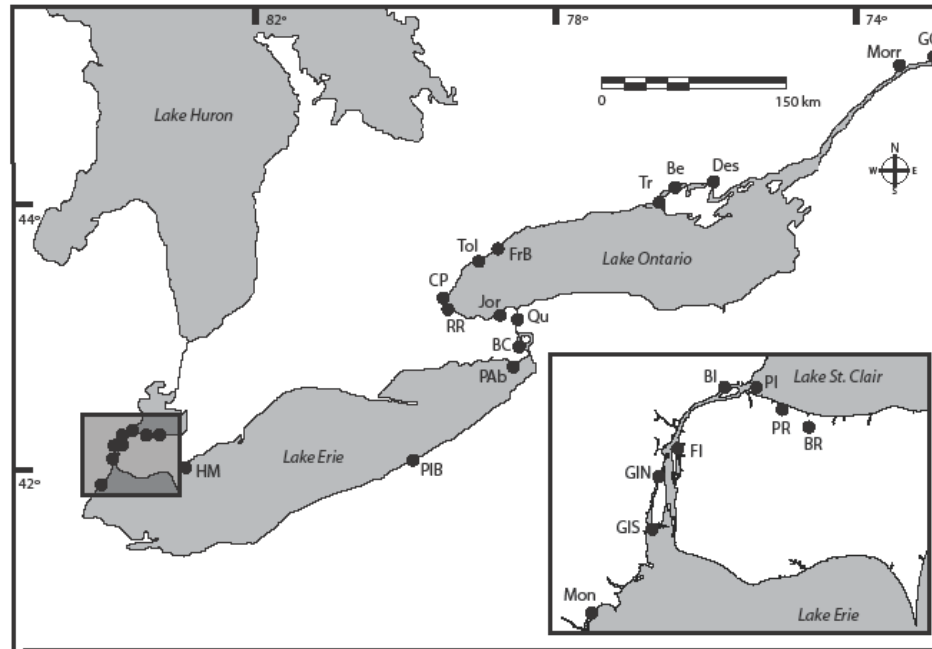 82°
78°
74°
GC
Morr
Lake Huron
0
150 km
N
W
E
S
Be
Des
Tr
44°
Tol
FrB
Lake Ontario
CP
Jor
RR
Qu
BC
PAb
BI
PI
Lake St. Clair
PR
BR
HM
Lake Erie
PIB
FI
42°
GIN
GIS
Mon
Lake Erie